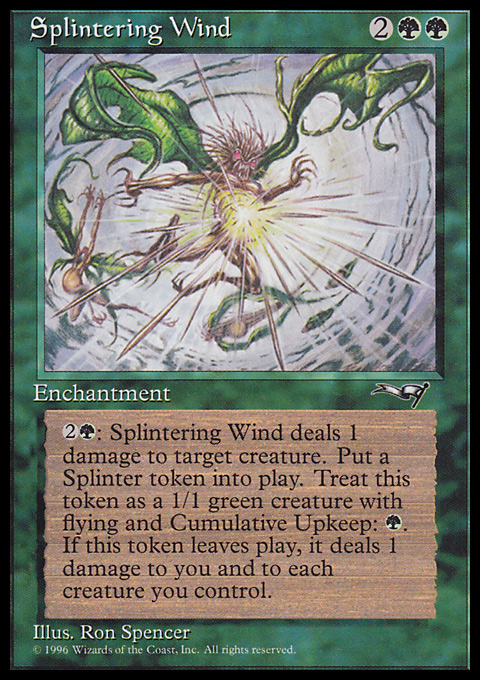 Splintering Wind 2
Enchantment
2: Splintering Wind deals 1
damage to target creature. Put a
Splinter token into play. Treat this
token as a 1/1 green creature with
flying and Cumulative Upkeep: .
If this token leaves play, it deals 1
damage to you and to each
creature you control.
Illus. Ron Spencer
© 1996 Wizards of the Coast, Inc. All rights reserved.